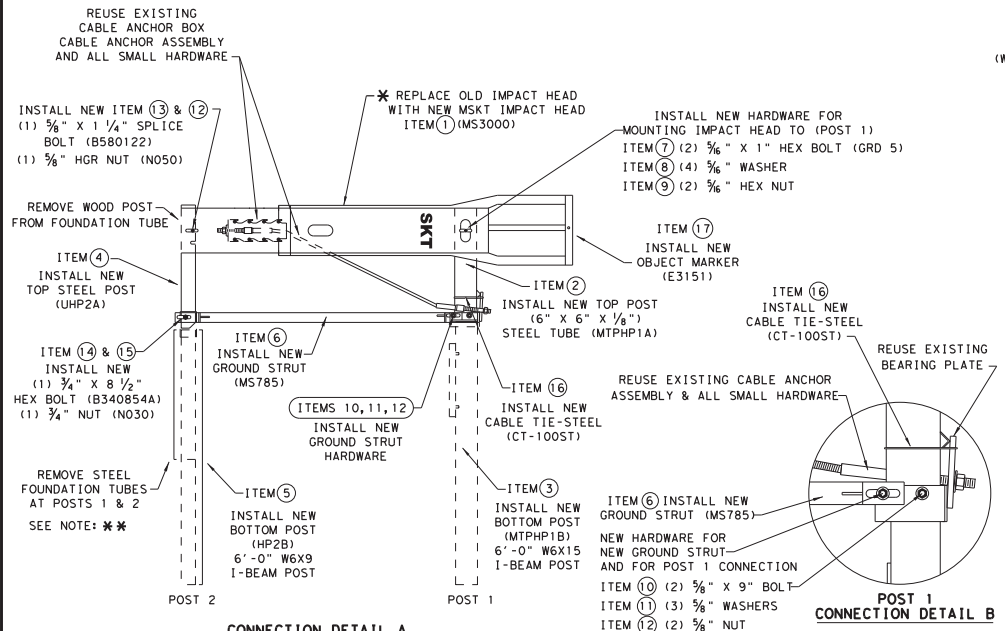 REUSE EXISTING
CABLE ANCHOR BOX
CABLE ANCHOR ASSEMBLY
AND ALL SMALL HARDWARE
(W
INSTALL NEW ITEM 13 & 12
(1) 5/8" X 1 1/4" SPLICE
BOLT (B580122)
(1) 5/8" HGR NUT (N050)
* REPLACE OLD IMPACT HEAD
WITH NEW MSKT IMPACT HEAD
ITEM 1 (MS3000)
INSTALL NEW HARDWARE FOR
MOUNTING IMPACT HEAD TO (POST 1)
ITEM 7 (2) 5/16" X 1" HEX BOLT (GRD 5)
ITEM 8 (4) 5/16" WASHER
ITEM 9 (2) 5/16" HEX NUT
REMOVE WOOD POST
FROM FOUNDATION TUBE
SKT
ITEM 17
INSTALL NEW
OBJECT MARKER
(E3151)
ITEM 4
INSTALL NEW
TOP STEEL POST
(UHP2A)
ITEM 2
INSTALL NEW TOP POST
(6" X 6" X 1/8")
STEEL TUBE (MTPHP1A)
ITEM 16
INSTALL NEW
CABLE TIE-STEEL
(CT-100ST)
REUSE EXISTING
BEARING PLATE
ITEM 14 & 15
INSTALL NEW
(1) 3/4" X 8 1/2"
HEX BOLT (B340854A)
(1) 3/4" NUT (N030)
ITEM 6
INSTALL NEW
GROUND STRUT
(MS785)
ITEMS 10,11,12
INSTALL NEW
GROUND STRUT
HARDWARE
ITEM 16
INSTALL NEW
CABLE TIE-STEEL
(CT-100ST)
REUSE EXISTING CABLE ANCHOR
ASSEMBLY & ALL SMALL HARDWARE
REMOVE STEEL
FOUNDATION TUBES
AT POSTS 1 & 2
SEE NOTE: * *
ITEM 5
INSTALL NEW
BOTTOM POST
(HP2B)
6'-0" W6X9
I-BEAM POST
ITEM 3
INSTALL NEW
BOTTOM POST
(MTPHP1B)
6'-0" W6X15
I-BEAM POST
ITEM 6 INSTALL NEW
GROUND STRUT (MS785)
NEW HARDWARE FOR
NEW GROUND STRUT
AND FOR POST 1 CONNECTION
ITEM 10 (2) 5/8" X 9" BOLT
ITEM 11 (3) 5/8" WASHERS
ITEM 12 (2) 5/8" NUT
POST 2
POST 1
POST 1
CONNECTION DETAIL B
CONNECTION DETAIL A